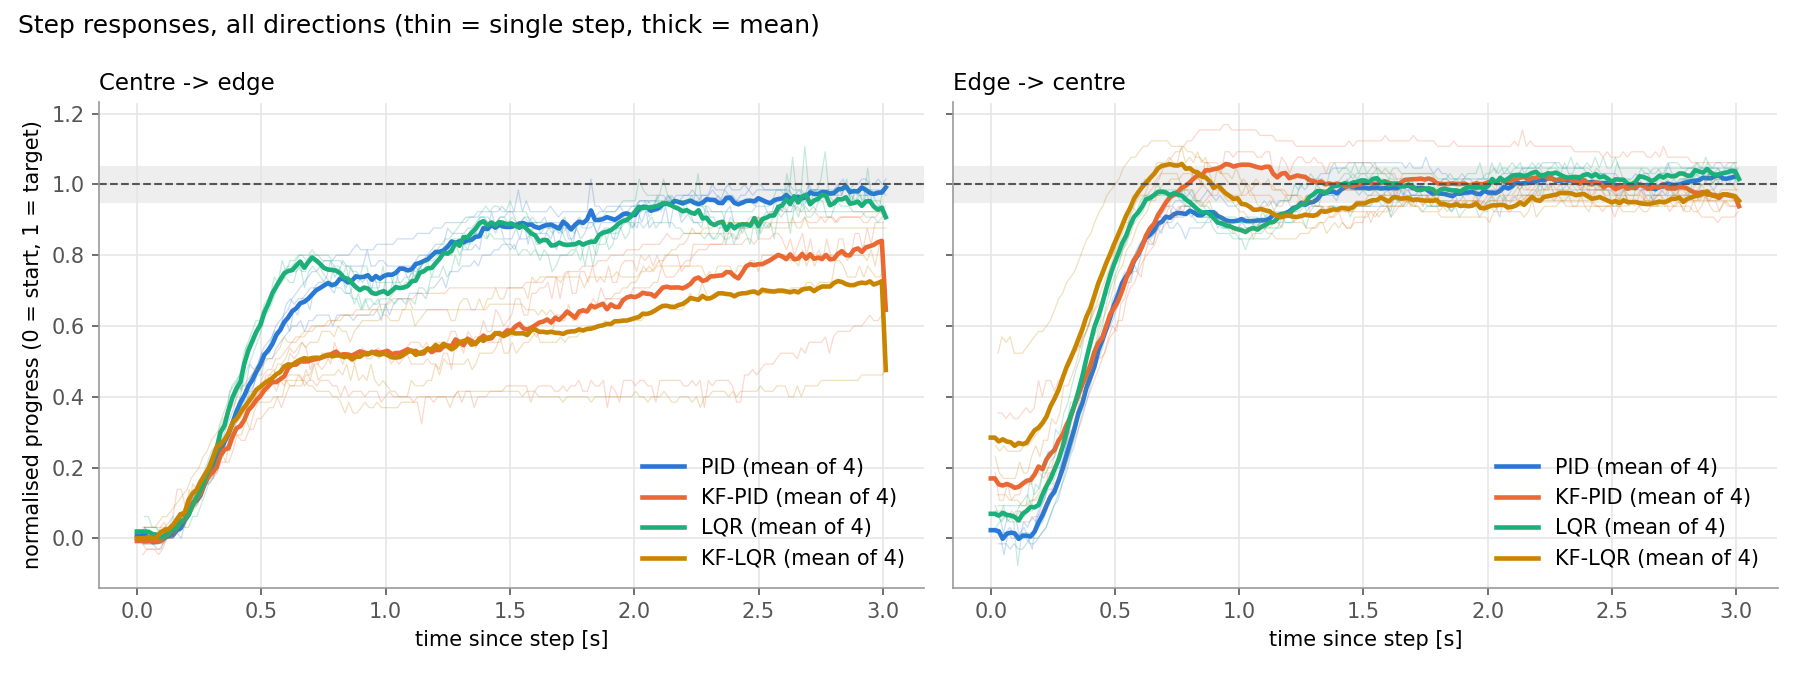 Step responses, all directions (thin = single step, thick = mean)
Centre -> edge
normalised progress (0 = start, 1 = target)
1.2
1.0
0.8
0.6
0.4
0.2
0.0
PID (mean of 4)
KF-PID (mean of 4)
LQR (mean of 4)
KF-LQR (mean of 4)
0.0 0.5 1.0 1.5 2.0 2.5 3.0
time since step [s]
Edge -> centre
PID (mean of 4)
KF-PID (mean of 4)
LQR (mean of 4)
KF-LQR (mean of 4)
0.0 0.5 1.0 1.5 2.0 2.5 3.0
time since step [s]